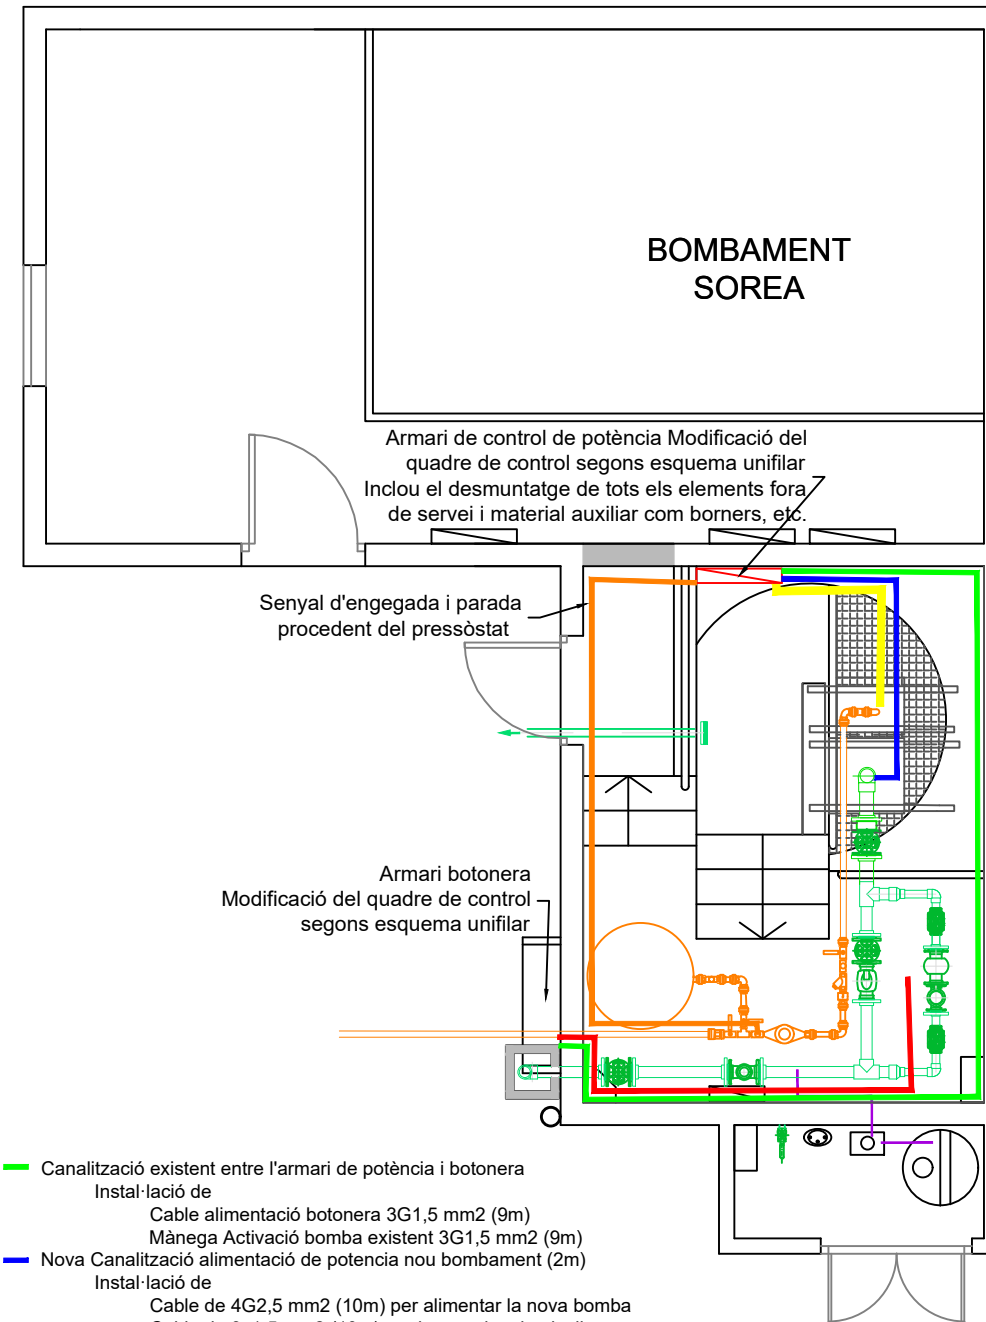 BOMBAMENT
SOREA
Armari de control de potència Modificació del
quadre de control segons esquema unifilar
Inclou el desmuntatge de tots els elements fora
de servei i material auxiliar com borners, etc.
Senyal d'engegada i parada
procedent del pressòstat
Armari botonera
Modificació del quadre de control
segons esquema unifilar
Canalització existent entre l'armari de potència i botonera
Instal·lació de
Cable alimentació botonera 3G1,5 mm2 (9m)
Mànega Activació bomba existent 3G1,5 mm2 (9m)
Nova Canalització alimentació de potencia nou bombament (2m)
Instal·lació de
Cable de 4G2,5 mm2 (10m) per alimentar la nova bomba